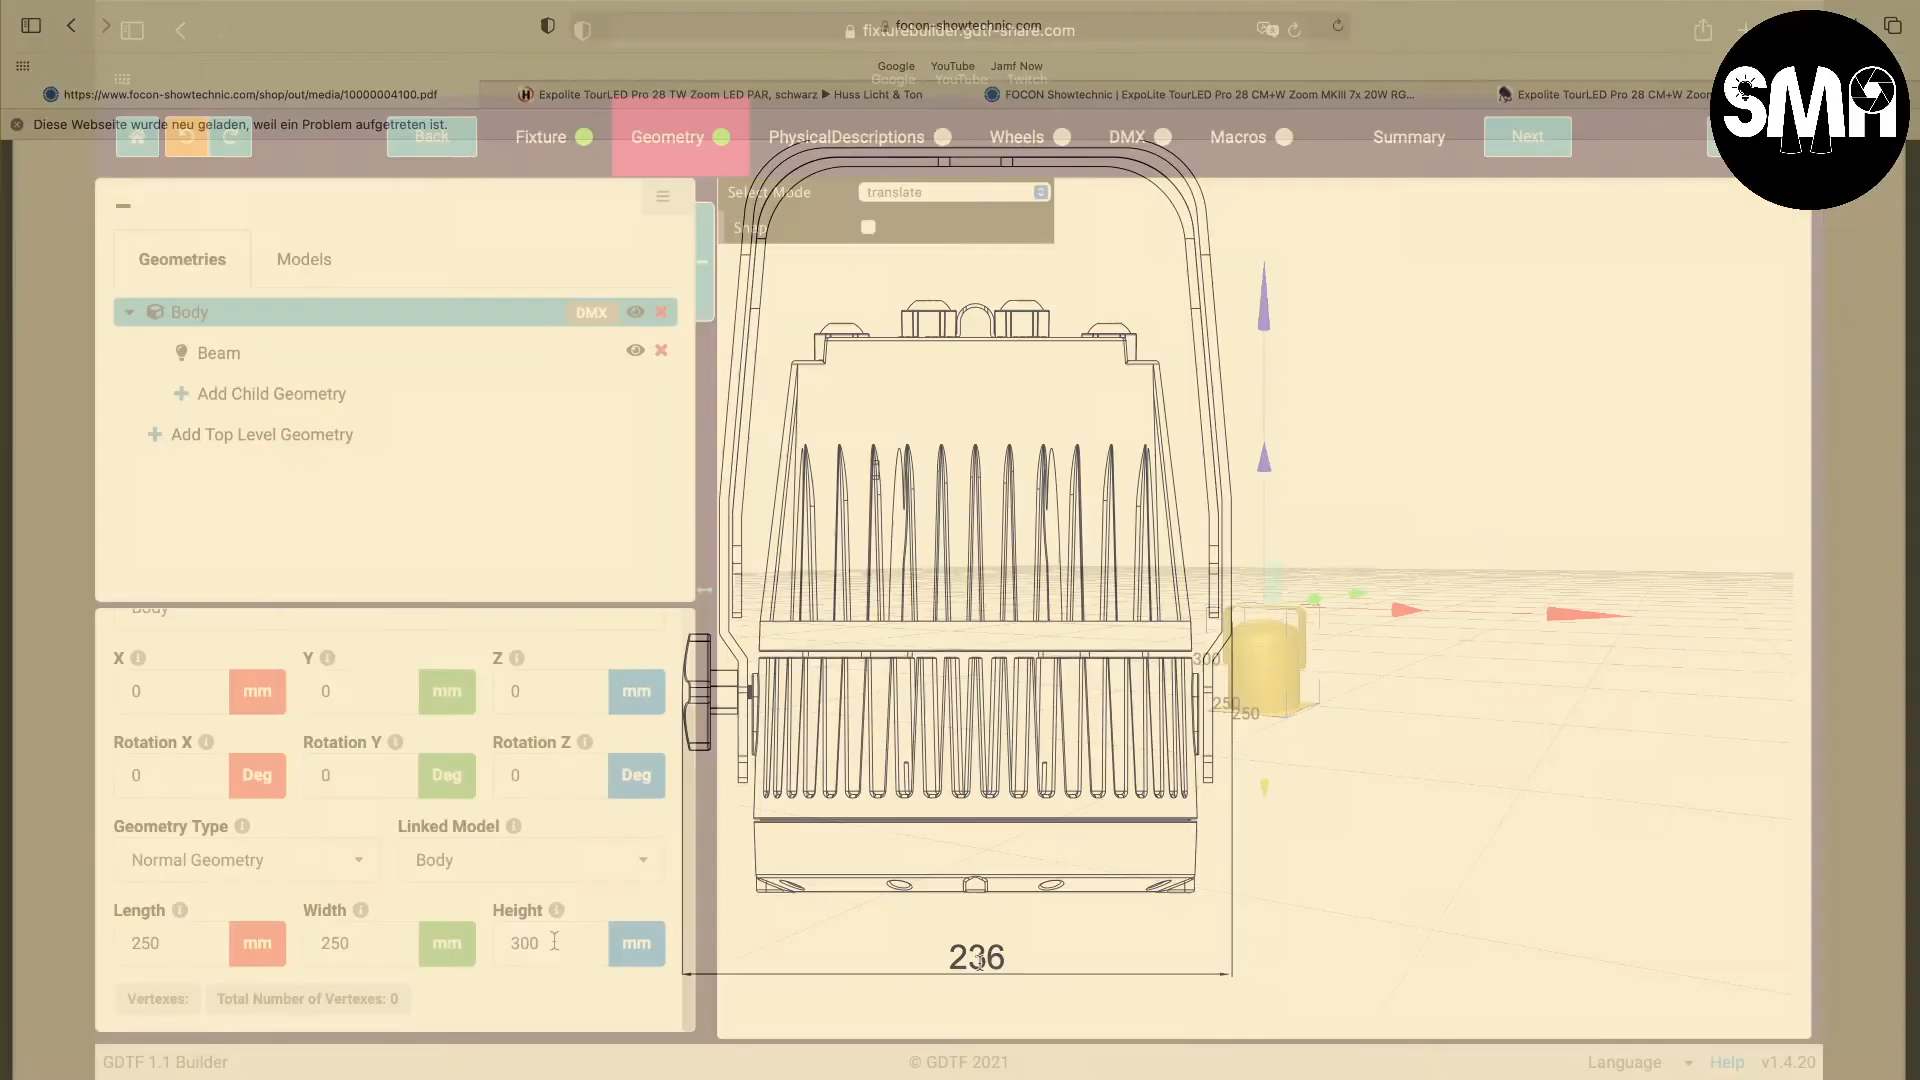 focon-showtechnic.com
fixturebuilder.gdtf-share.com
Google YouTube Jamf Now
Google YouTube Twitch
https://www.focon-showtechnic.com/shop/out/media/10000004100.pdf
Expolite TourLED Pro 28 TW Zoom LED PAR, schwarz ▶ Huss Licht & Ton
FOCON Showtechnic | ExpoLite TourLED Pro 28 CM+W Zoom MKIII 7x 20W RG...
Expolite TourLED Pro 28 CM+W Zoom
SMH
Diese Webseite wurde neu geladen, weil ein Problem aufgetreten ist.
Back
Fixture
Geometry
PhysicalDescriptions
Wheels
DMX
Macros
Summary
Next
Select Mode
translate
Snap
Geometries
Models
Body
DMX
Beam
Add Child Geometry
Add Top Level Geometry
Body
X Y Z
0 mm 0 mm 0 mm
Rotation X Rotation Y Rotation Z
0 Deg 0 Deg 0 Deg
Geometry Type Linked Model
Normal Geometry Body
Length Width Height
250 mm 250 mm 300 mm
Vertexes: Total Number of Vertexes: 0
300
250
250
236
GDTF 1.1 Builder
© GDTF 2021
Language
Help
v1.4.20